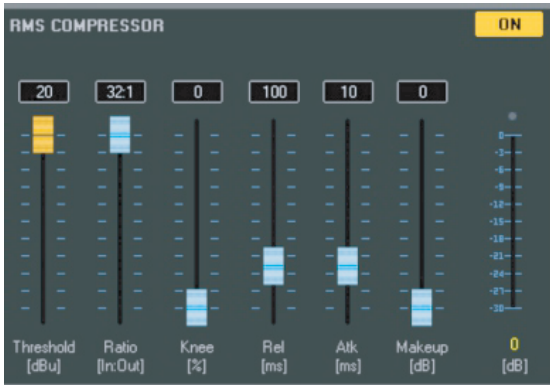 RMS COMPRESSOR
ON
20 32:1 0 100 10 0
0
-3
-6
-9
-12
-15
-18
-21
-24
-27
-30
Threshold Ratio Knee Rel Atk Makeup 0
[dBu] [In:Out] [%] [ms] [ms] [dB] [dB]